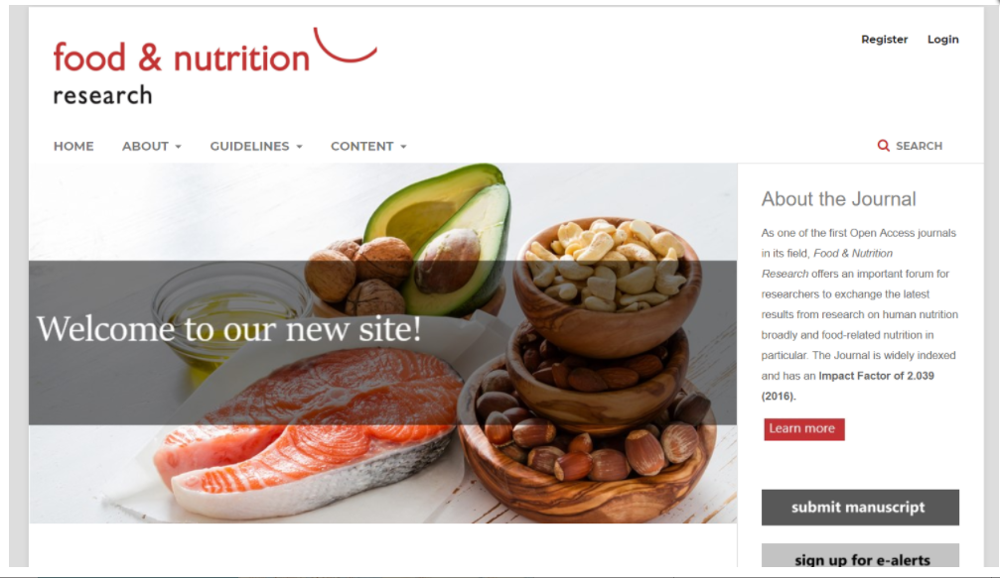 food & nutrition
research
Register Login
HOME ABOUT GUIDELINES CONTENT SEARCH
Welcome to our new site!
About the Journal
As one of the first Open Access journals
in its field, Food & Nutrition
Research offers an important forum for
researchers to exchange the latest
results from research on human nutrition
broadly and food-related nutrition in
particular. The Journal is widely indexed
and has an Impact Factor of 2.039
(2016).
Learn more
submit manuscript
sign up for e-alerts